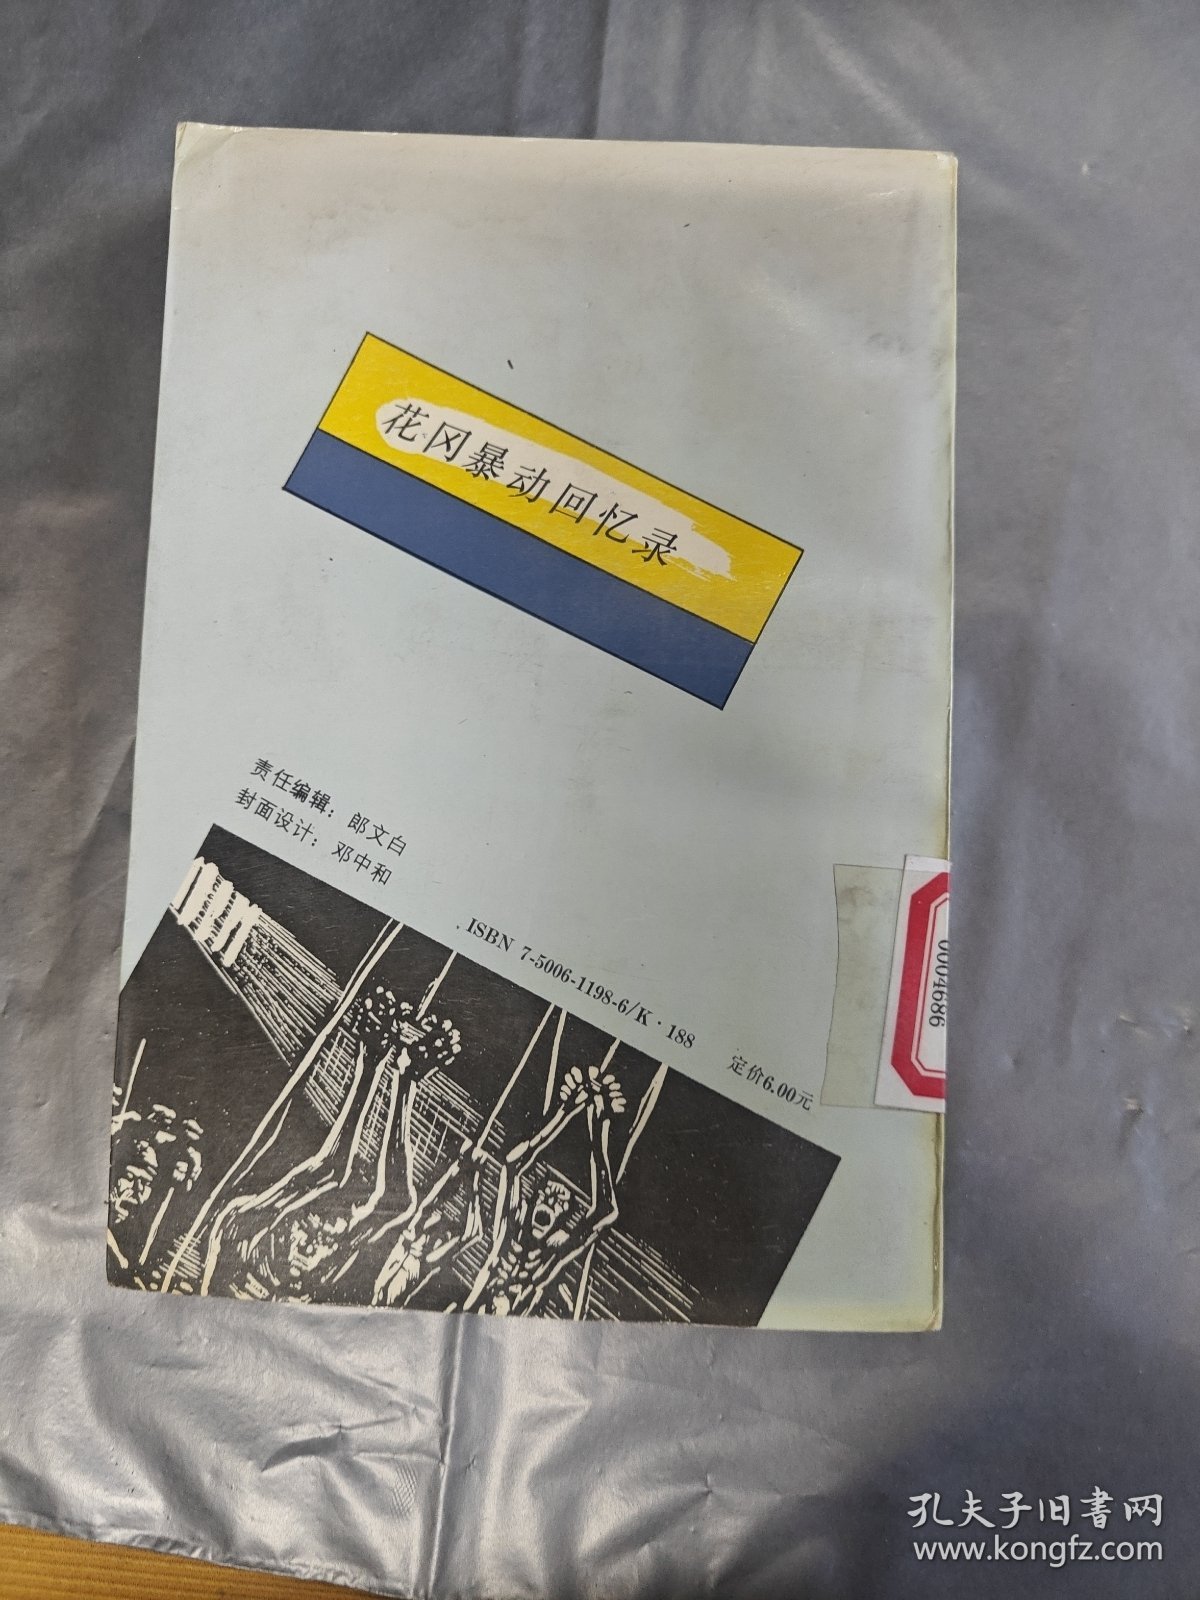 花冈暴动回忆录
责任编辑：郎文白
封面设计：邓中和
ISBN 7-5006-1198-6/K·188
定价6.00元
0004686
孔夫子旧書网
www.kongfz.com